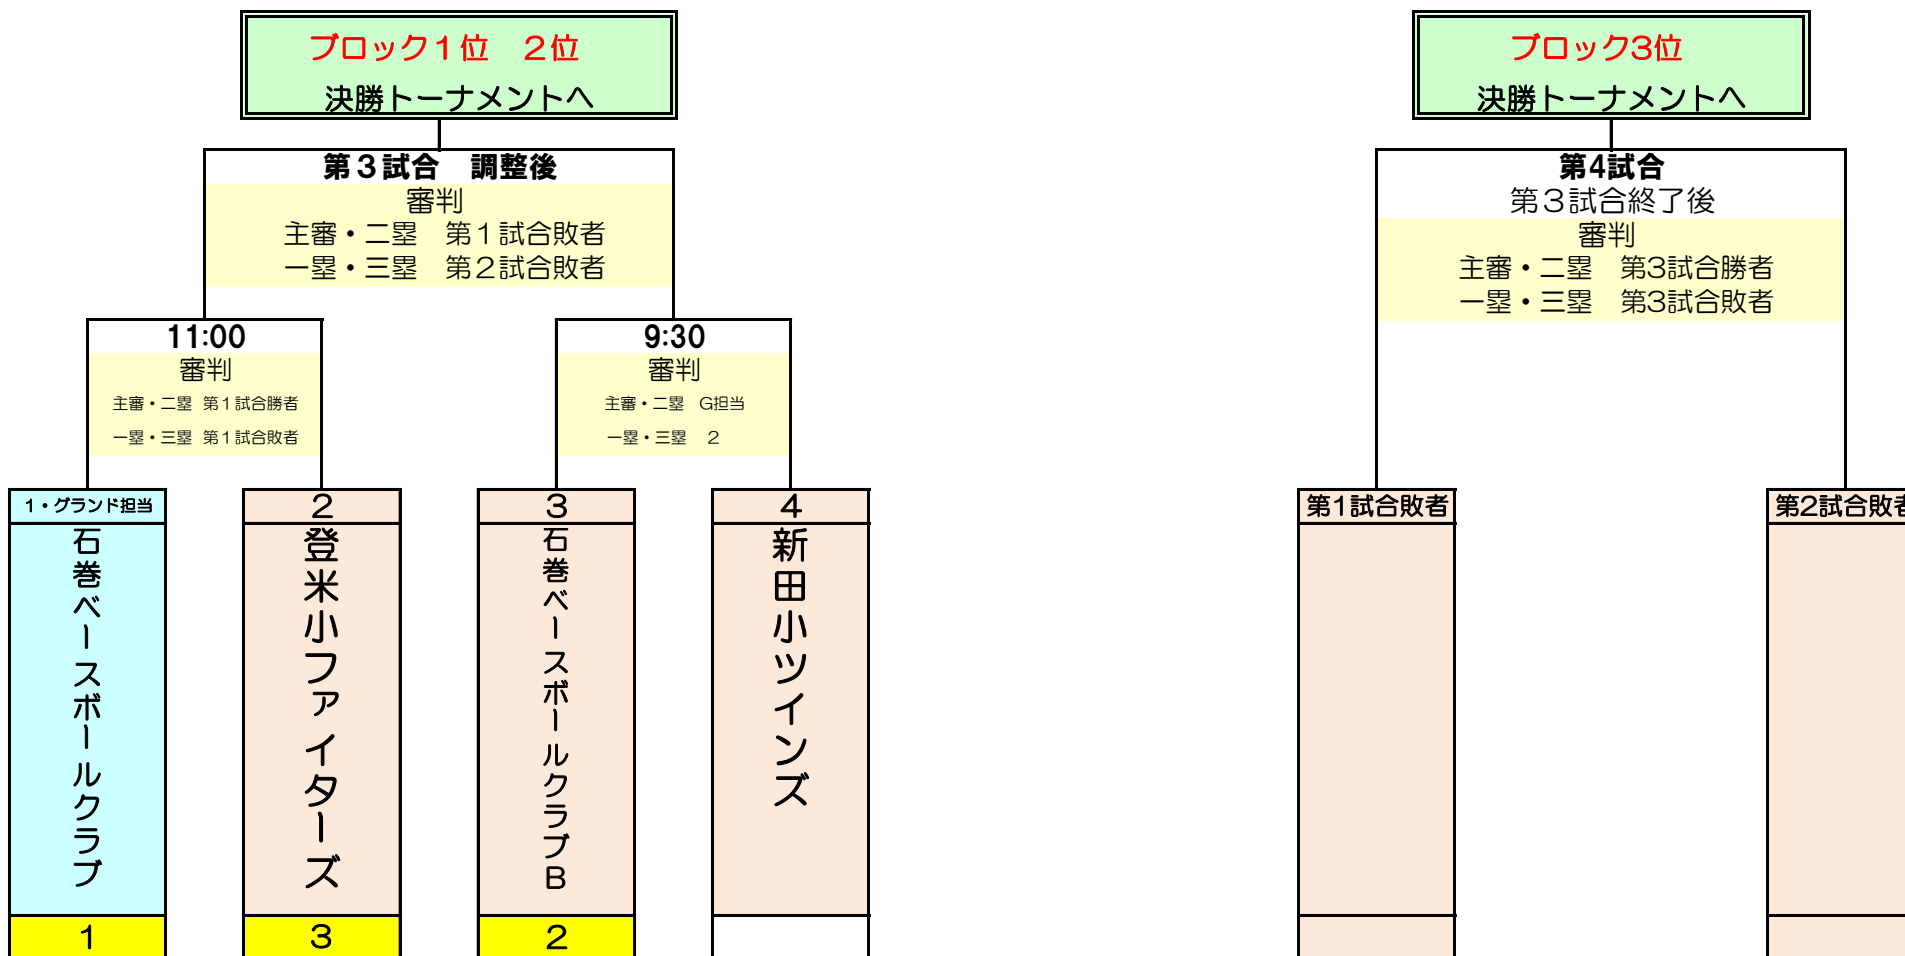 ブロック１位　２位
決勝トーナメントへ
第３試合　調整後
審判
主審・二塁　第１試合敗者
一塁・三塁　第２試合敗者
11:00
審判
主審・二塁 第１試合勝者
一塁・三塁 第１試合敗者
9:30
審判
主審・二塁　G担当
一塁・三塁　２
1・グランド担当
石巻ベースボールクラブ
1
2
登米小ファイターズ
3
3
石巻ベースボールクラブB
2
4
新田小ツインズ
ブロック3位
決勝トーナメントへ
第4試合
第３試合終了後
審判
主審・二塁　第3試合勝者
一塁・三塁　第3試合敗者
第1試合敗者
第2試合敗者